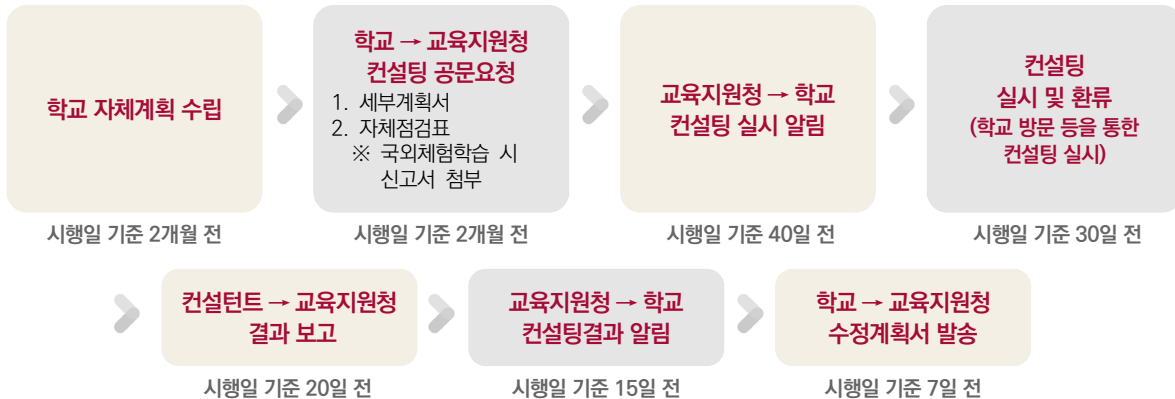 학교 자체계획 수립
시행일 기준 2개월 전
학교 → 교육지원청
컨설팅 공문요청
1. 세부계획서
2. 자체점검표
※ 국외체험학습 시
신고서 첨부
시행일 기준 2개월 전
교육지원청 → 학교
컨설팅 실시 알림
시행일 기준 40일 전
컨설팅
실시 및 환류
(학교 방문 등을 통한
컨설팅 실시)
시행일 기준 30일 전
컨설턴트 → 교육지원청
결과 보고
시행일 기준 20일 전
교육지원청 → 학교
컨설팅결과 알림
시행일 기준 15일 전
학교 → 교육지원청
수정계획서 발송
시행일 기준 7일 전